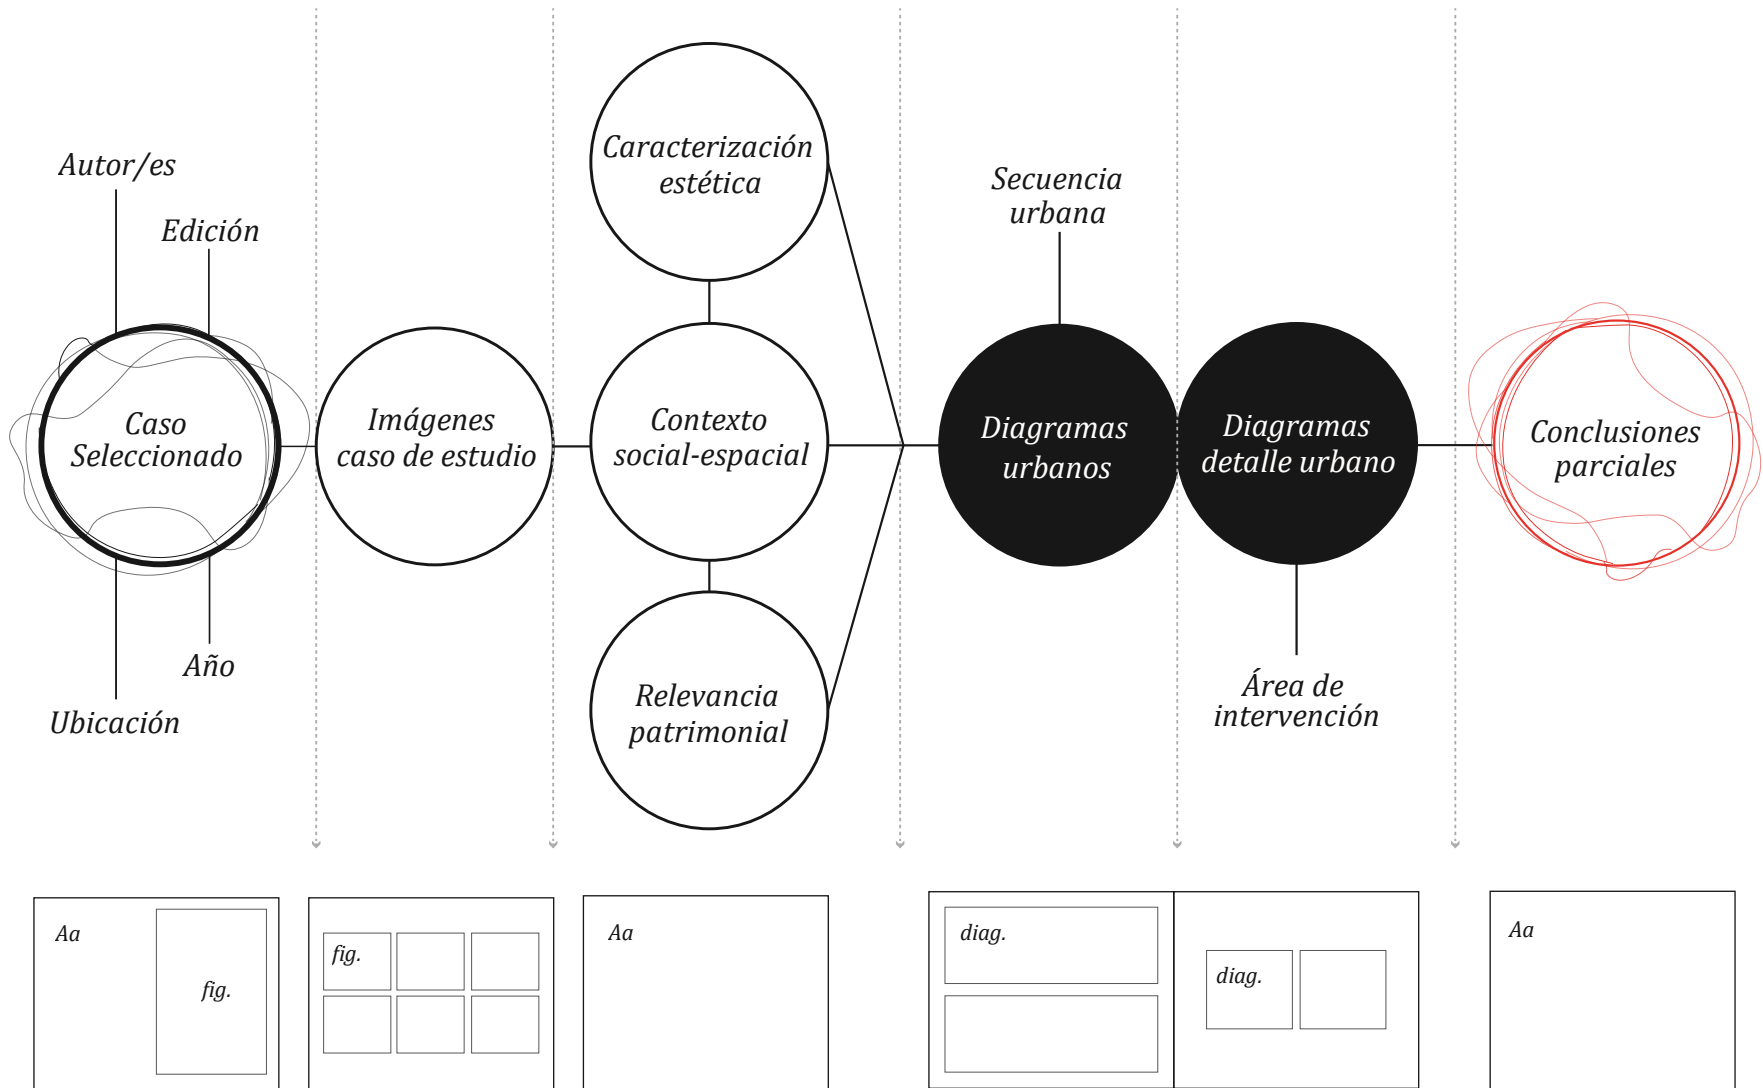 Autor/es
Edición
Caso
Seleccionado
Ubicación
Año
Imágenes
caso de estudio
Caracterización
estética
Contexto
social-espacial
Relevancia
patrimonial
Secuencia
urbana
Diagramas
urbanos
Diagramas
detalle urbano
Área de
intervención
Conclusiones
parciales
Aa
fig.
fig.
Aa
diag.
diag.
Aa